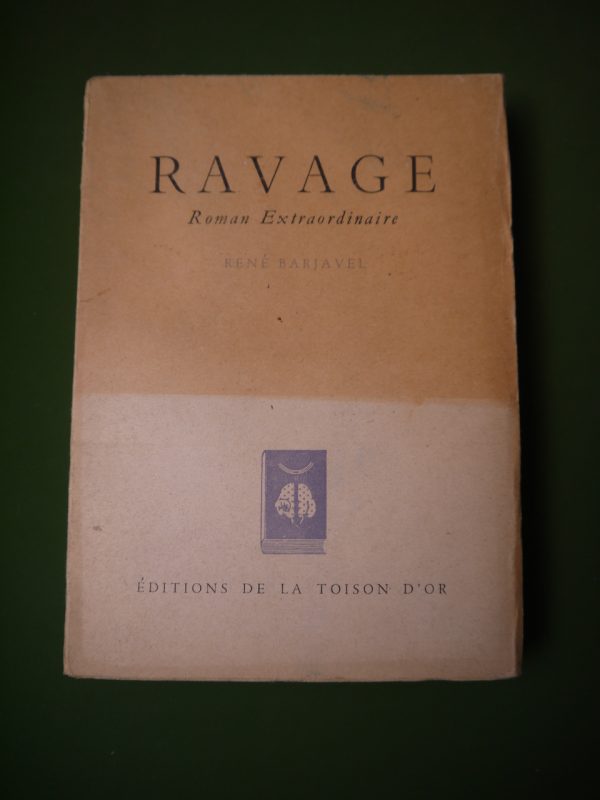 RAVAGE
Roman Extraordinaire
RENÉ BARJAVEL
ÉDITIONS DE LA TOISON D'OR